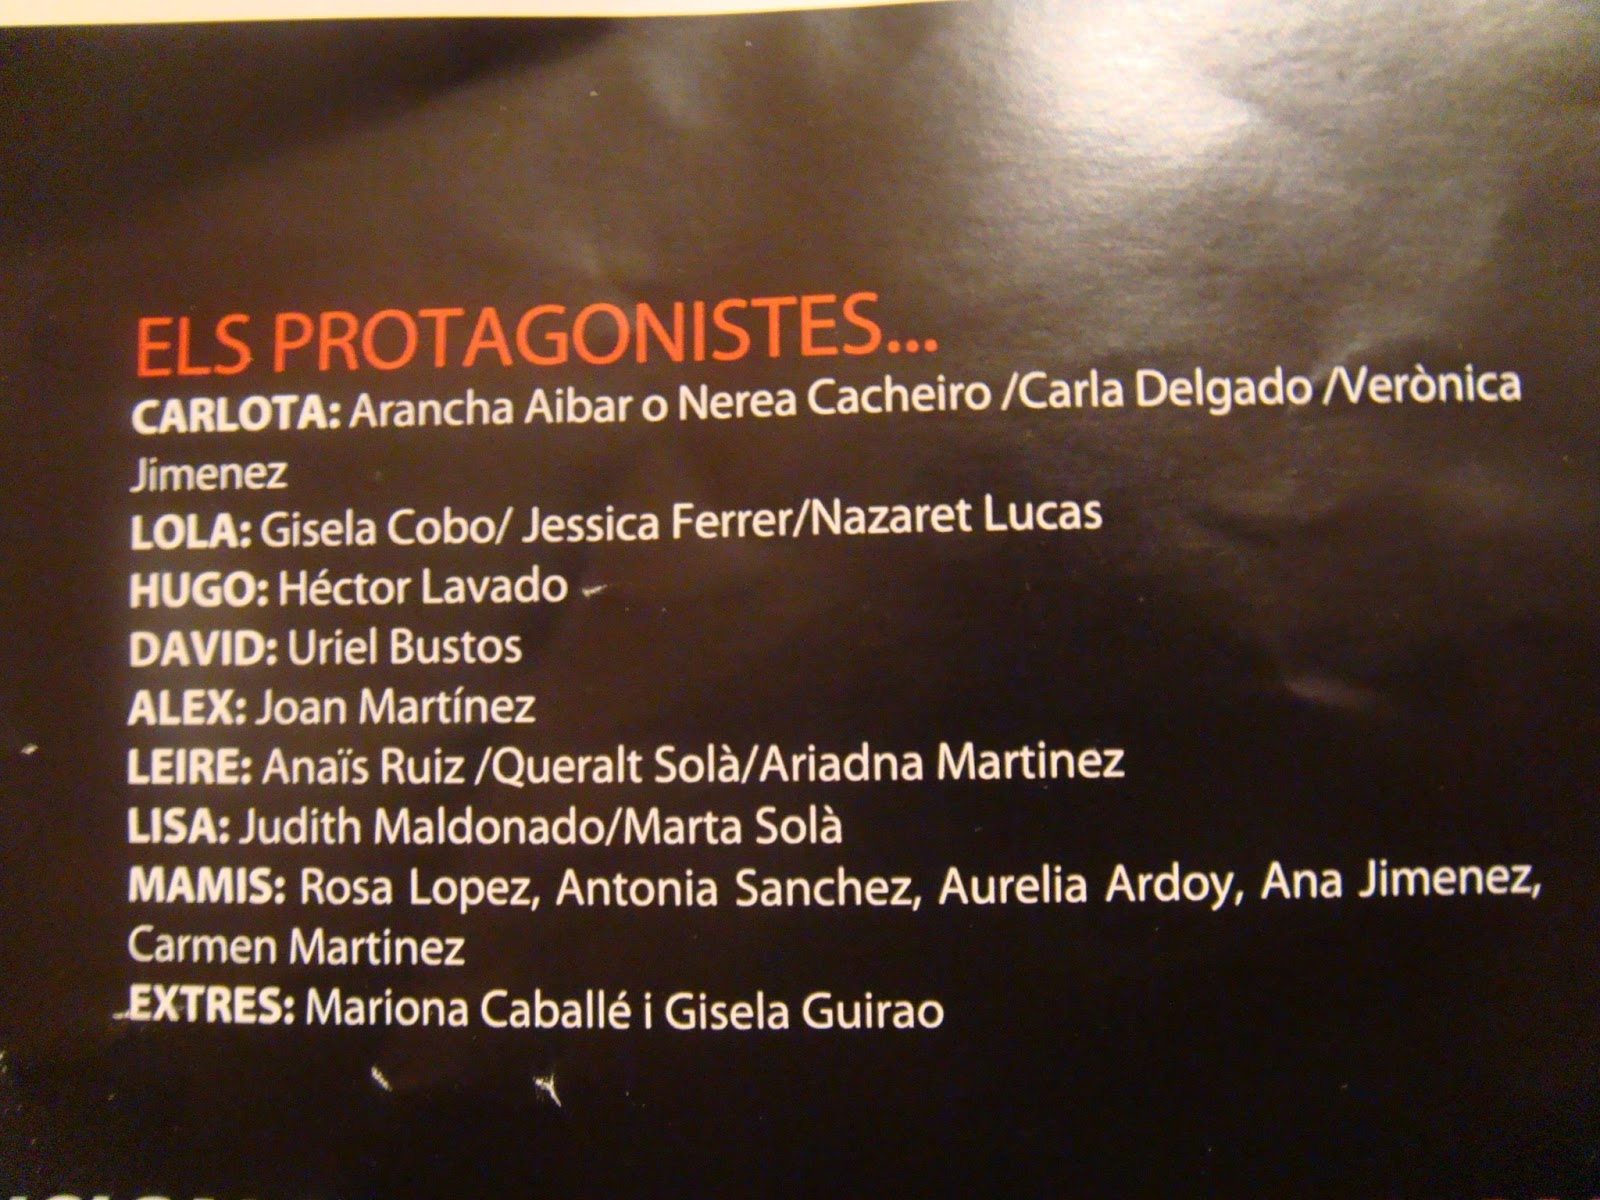 ELS PROTAGONISTES...
CARLOTA: Arancha Aibar o Nerea Cacheiro /Carla Delgado /Verònica
Jimenez
LOLA: Gisela Cobo/ Jessica Ferrer/Nazaret Lucas
HUGO: Héctor Lavado
DAVID: Uriel Bustos
ALEX: Joan Martínez
LEIRE: Anaïs Ruiz /Queralt Solà/Ariadna Martinez
LISA: Judith Maldonado/Marta Solà
MAMIS: Rosa Lopez, Antonia Sanchez, Aurelia Ardoy, Ana Jimenez,
Carmen Martinez
EXTRES: Mariona Caballé i Gisela Guirao